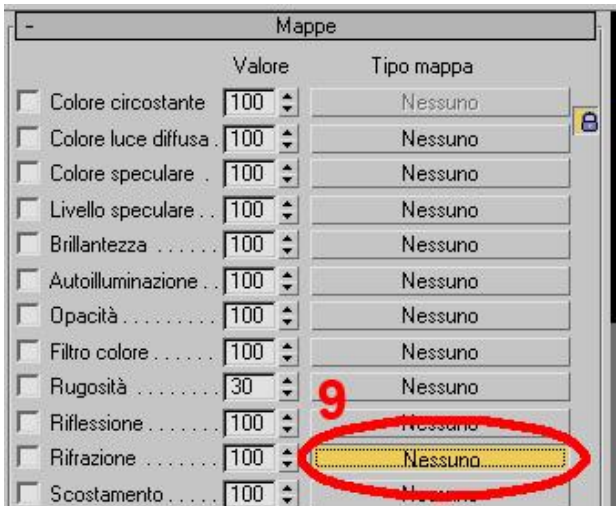 - Mappe
Valore Tipo mappa
Colore circostante 100 Nessuno
Colore luce diffusa . 100 Nessuno
Colore speculare . 100 Nessuno
Livello speculare . . 100 Nessuno
Brillantezza . . . . . . 100 Nessuno
Autoilluminazione . . 100 Nessuno
Opacità . . . . . . . . . 100 Nessuno
Filtro colore . . . . . . 100 Nessuno
Rugosità . . . . . . . . 30 Nessuno
9
Riflessione . . . . . . . 100 Nessuno
Rifrazione . . . . . . . 100 Nessuno
Scostamento . . . . . 100 Nessuno